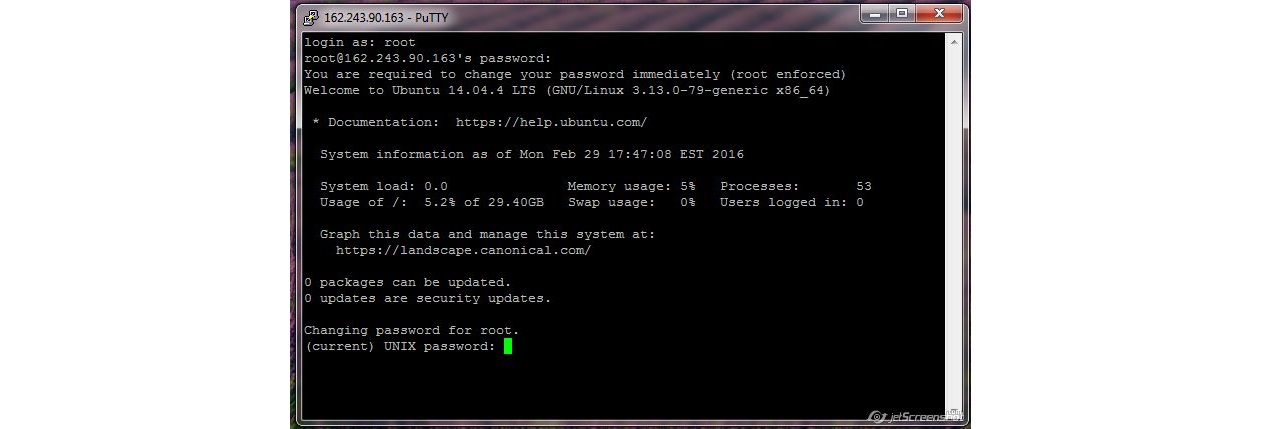 162.243.90.163 - PuTTY
login as: root
root@162.243.90.163's password:
You are required to change your password immediately (root enforced)
Welcome to Ubuntu 14.04.4 LTS (GNU/Linux 3.13.0-79-generic x86_64)
* Documentation:  https://help.ubuntu.com/
System information as of Mon Feb 29 17:47:08 EST 2016
System load: 0.0 Memory usage: 5% Processes: 53
Usage of /: 5.2% of 29.40GB Swap usage: 0% Users logged in: 0
Graph this data and manage this system at:
https://landscape.canonical.com/
0 packages can be updated.
0 updates are security updates.
Changing password for root.
(current) UNIX password: